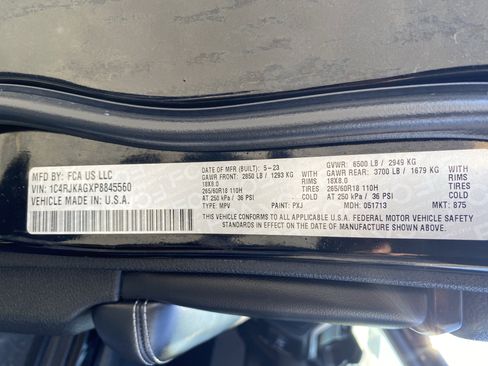 MFD BY: FCA US LLC
VIN: 1C4RJKAGXP8845560
VEHICLE MADE IN: U.S.A.
DATE OF MFR (BUILT): 5-23 GVWR: 6500 LB / 2949 KG
GAWR FRONT: 2850 LB / 1293 KG WITH GAWR REAR: 3700 LB / 1679 KG WITH
18X8.0 RIMS 18X8.0 RIMS
265/60R18 110H TIRES 265/60R18 110H TIRES
AT 250 kPa / 36 PSI COLD AT 250 kPa / 36 PSI COLD
THIS VEHICLE CONFORMS TO ALL APPLICABLE U.S.A. FEDERAL MOTOR VEHICLE SAFETY
STANDARDS IN EFFECT ON THE DATE OF MANUFACTURE SHOWN ABOVE.
TYPE: MPV PAINT: PXJ MDH: 051713 MKT: 875